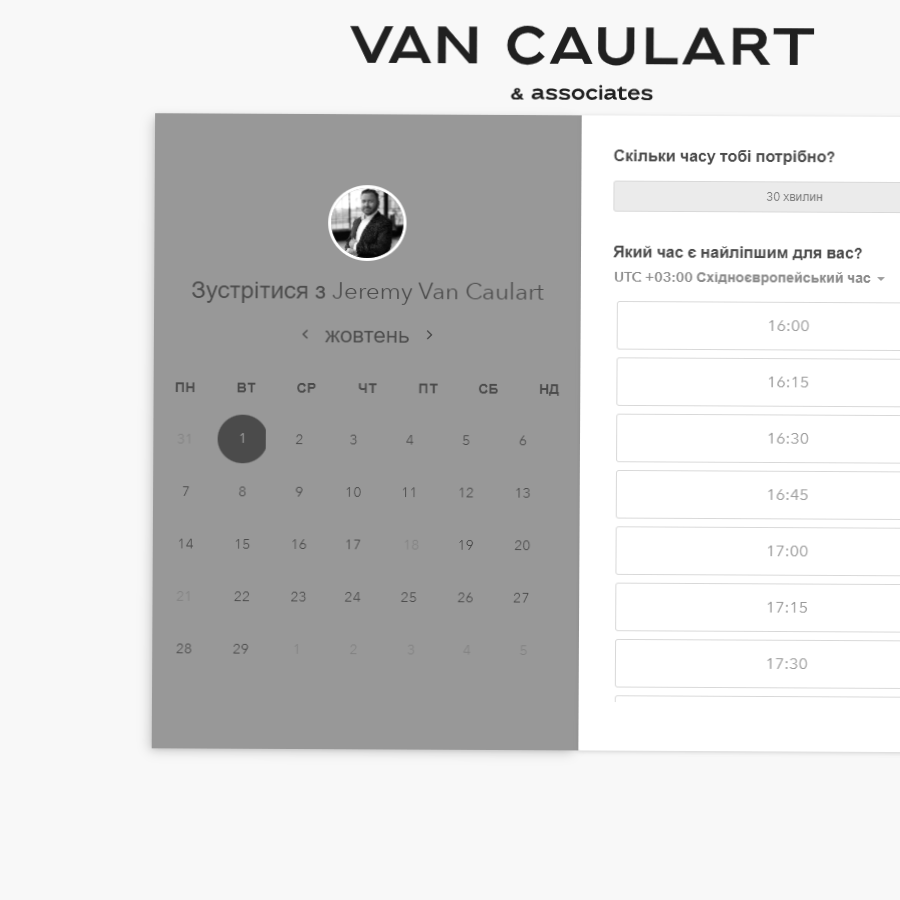 VAN CAULART
& associates
Зустрітися з Jeremy Van Caulart
жовтень
ПН ВТ СР ЧТ ПТ СБ НД
31 1 2 3 4 5 6
7 8 9 10 11 12 13
14 15 16 17 18 19 20
21 22 23 24 25 26 27
28 29 1 2 3 4 5
Скільки часу тобі потрібно?
30 хвилин
Який час є найліпшим для вас?
UTC +03:00 Східноєвропейський час
16:00
16:15
16:30
16:45
17:00
17:15
17:30